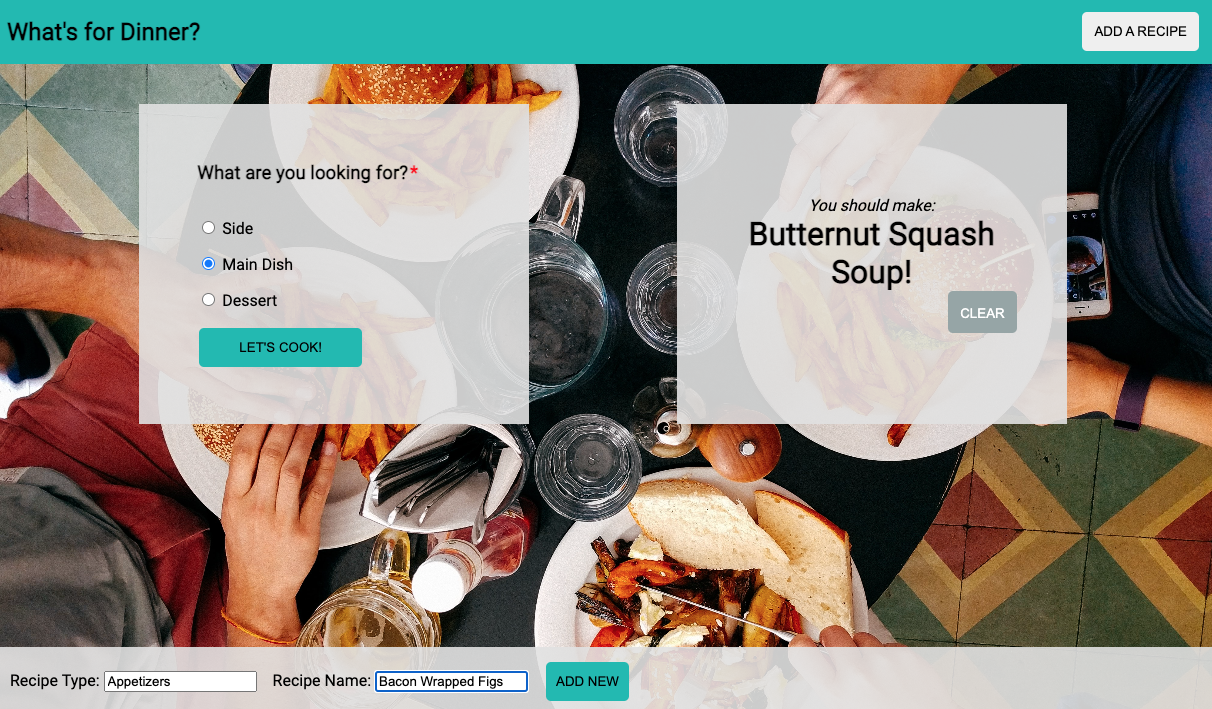 What's for Dinner?
ADD A RECIPE
What are you looking for?*
Side
Main Dish
Dessert
LET'S COOK!
You should make:
Butternut Squash
Soup!
CLEAR
Recipe Type: Appetizers Recipe Name: Bacon Wrapped Figs ADD NEW